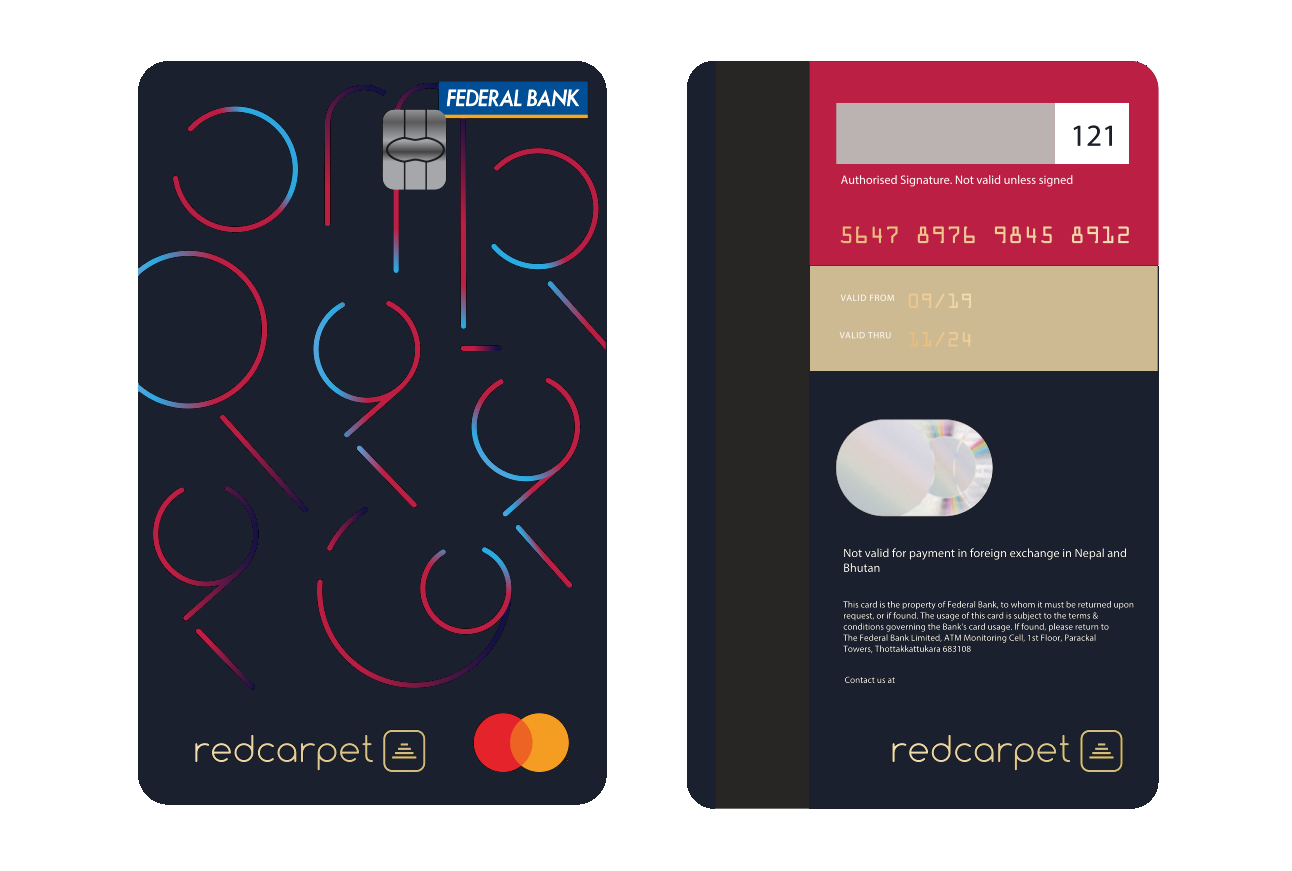 FEDERAL BANK
redcarpet
121
Authorised Signature. Not valid unless signed
5647 8976 9845 8912
VALID FROM 09/19
VALID THRU 11/24
Not valid for payment in foreign exchange in Nepal and
Bhutan
This card is the property of Federal Bank, to whom it must be returned upon
request, or if found. The usage of this card is subject to the terms &
conditions governing the Bank's card usage. If found, please return to
The Federal Bank Limited, ATM Monitoring Cell, 1st Floor, Parackal
Towers, Thottakkattukara 683108
Contact us at
redcarpet